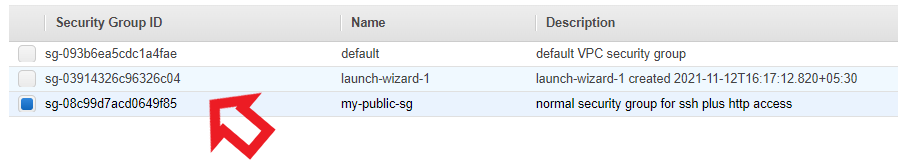 Security Group ID Name Description
sg-093b6ea5cdc1a4fae default default VPC security group
sg-03914326c96326c04 launch-wizard-1 launch-wizard-1 created 2021-11-12T16:17:12.820+05:30
sg-08c99d7acd0649f85 my-public-sg normal security group for ssh plus http access